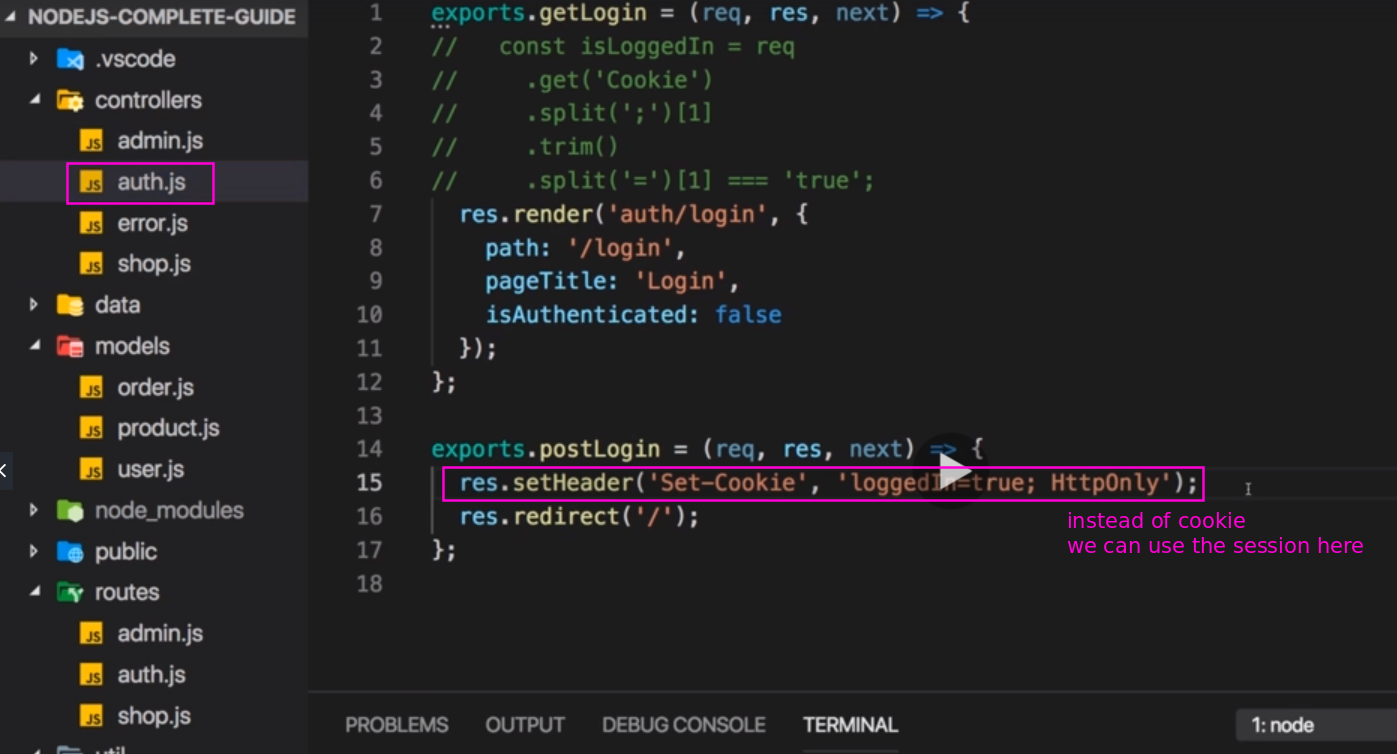 NODEJS-COMPLETE-GUIDE
.vscode
controllers
admin.js
auth.js
error.js
shop.js
data
models
order.js
product.js
user.js
node_modules
public
routes
admin.js
auth.js
shop.js
util
1 exports.getLogin = (req, res, next) => {
2 //   const isLoggedIn = req
3 //     .get('Cookie')
4 //     .split(';')[1]
5 //     .trim()
6 //     .split('=')[1] === 'true';
7   res.render('auth/login', {
8     path: '/login',
9     pageTitle: 'Login',
10     isAuthenticated: false
11   });
12 };
13
14 exports.postLogin = (req, res, next) => {
15   res.setHeader('Set-Cookie', 'loggedIn=true; HttpOnly');
16   res.redirect('/');
17 };
18
instead of cookie
we can use the session here
PROBLEMS OUTPUT DEBUG CONSOLE TERMINAL 1: node